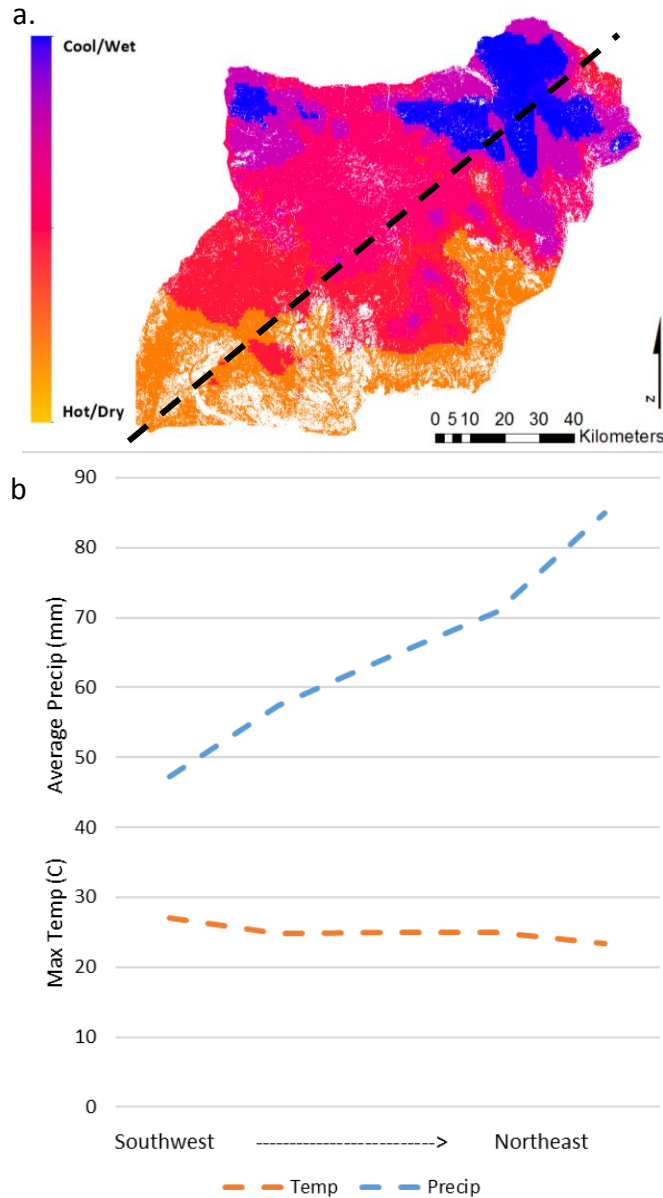 a.
Cool/Wet
Hot/Dry
N
0 5 10 20 30 40
Kilometers
b
90
80
70
60
50
40
30
20
10
0
Average Precip (mm)
Max Temp (C)
Southwest --------------------------> Northeast
Temp Precip